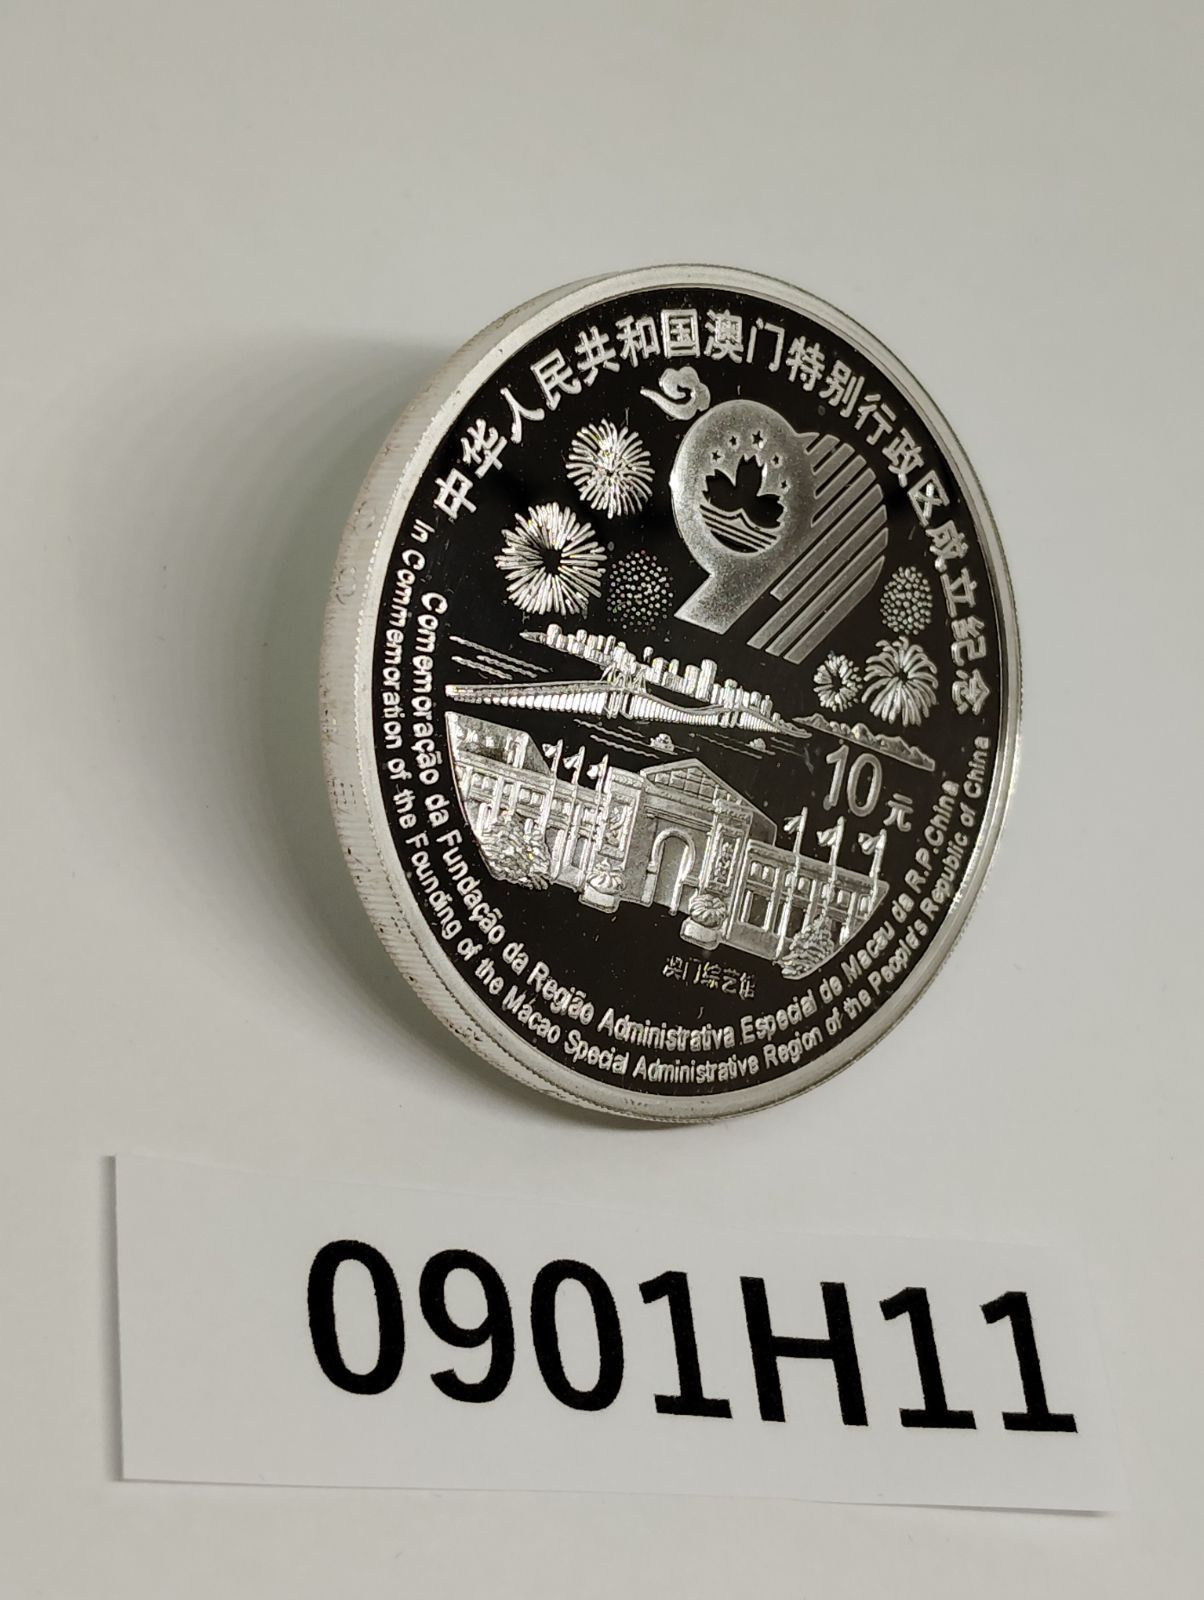 中华人民共和国澳门特别行政区成立纪念
10元
澳门综艺馆
Comemoração da Fundação da Região Administrativa Especial de Macau da R.P.China
In Commemoration of the Founding of the Macao Special Administrative Region of the People's Republic of China
0901H11